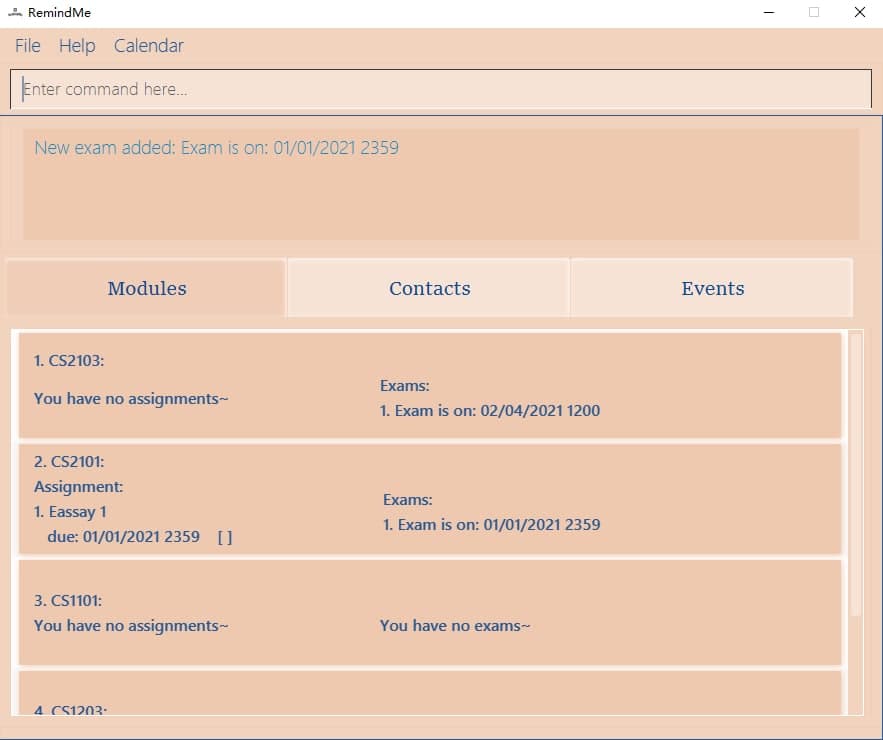 RemindMe
File Help Calendar
Enter command here...
New exam added: Exam is on: 01/01/2021 2359
Modules Contacts Events
1. CS2103:
You have no assignments~
Exams:
1. Exam is on: 02/04/2021 1200
2. CS2101:
Assignment:
1. Eassay 1
due: 01/01/2021 2359 [ ]
Exams:
1. Exam is on: 01/01/2021 2359
3. CS1101:
You have no assignments~
You have no exams~
4. CS1203: